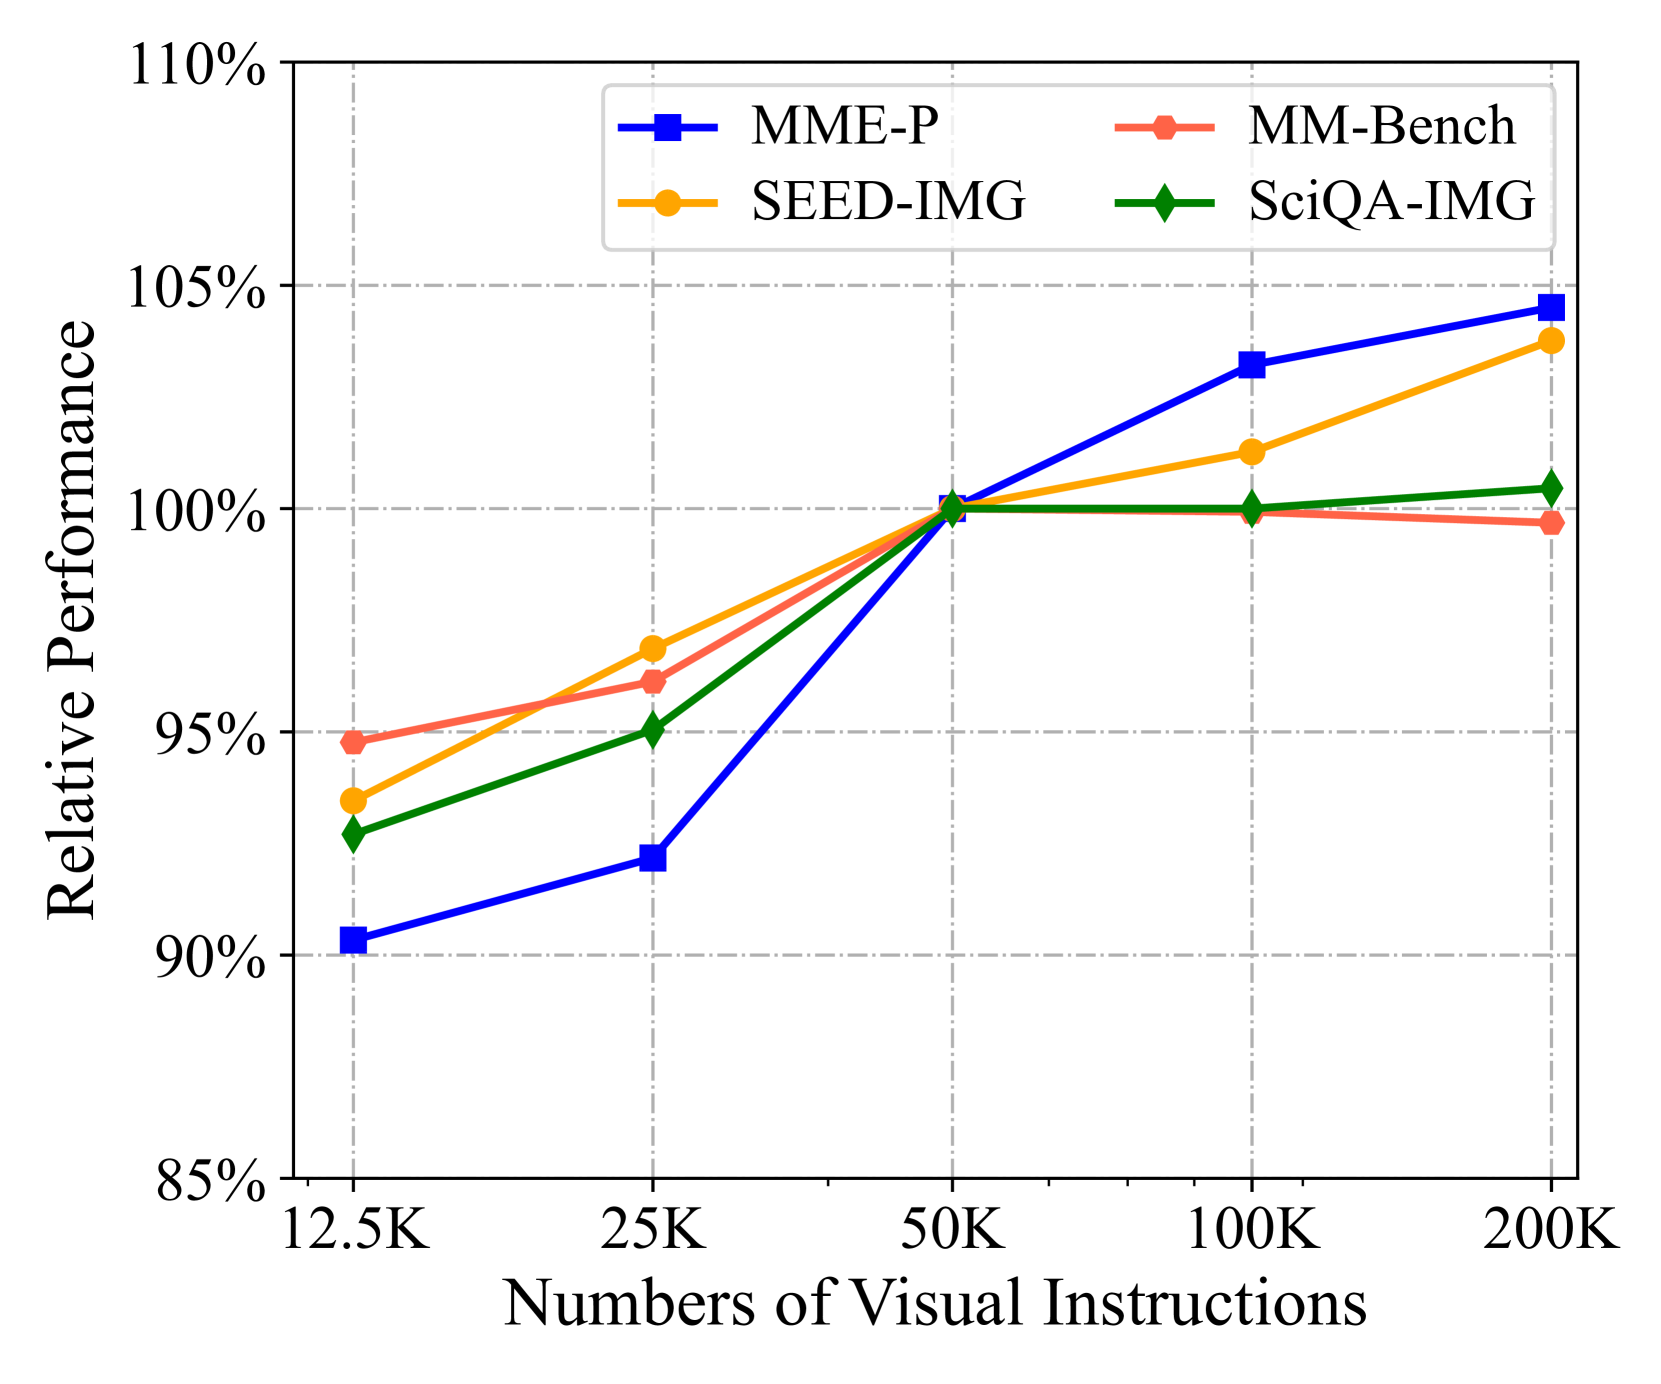 110%
105%
100%
95%
90%
85%
Relative Performance
MME-P
SEED-IMG
MM-Bench
SciQA-IMG
12.5K 25K 50K 100K 200K
Numbers of Visual Instructions